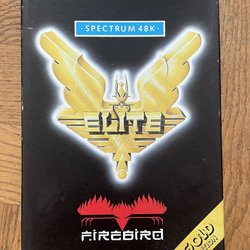 · SPECTRUM 48K ·
ELITE
FIREBIRD
GOLD
EDITION